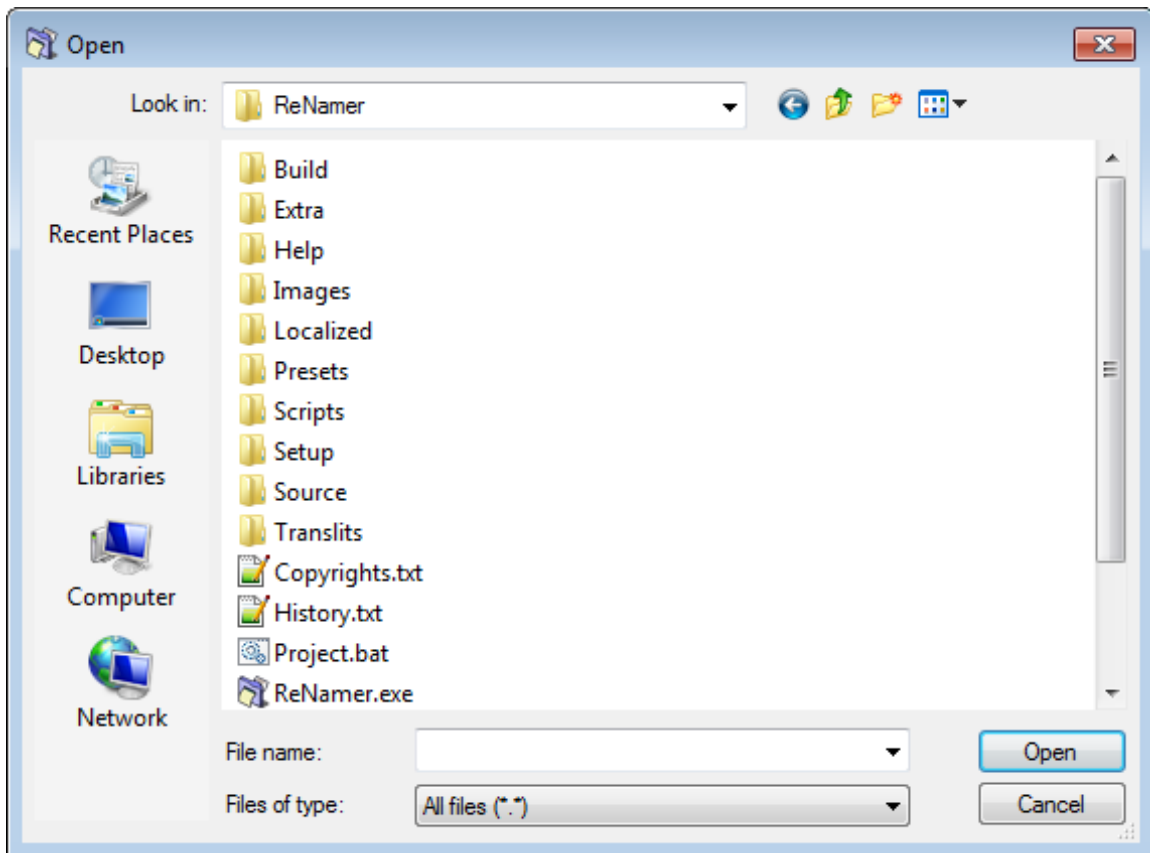 Open
Look in:
ReNamer
Recent Places
Desktop
Libraries
Computer
Network
Build
Extra
Help
Images
Localized
Presets
Scripts
Setup
Source
Translits
Copyrights.txt
History.txt
Project.bat
ReNamer.exe
File name:
Open
Files of type:
All files (*.*)
Cancel